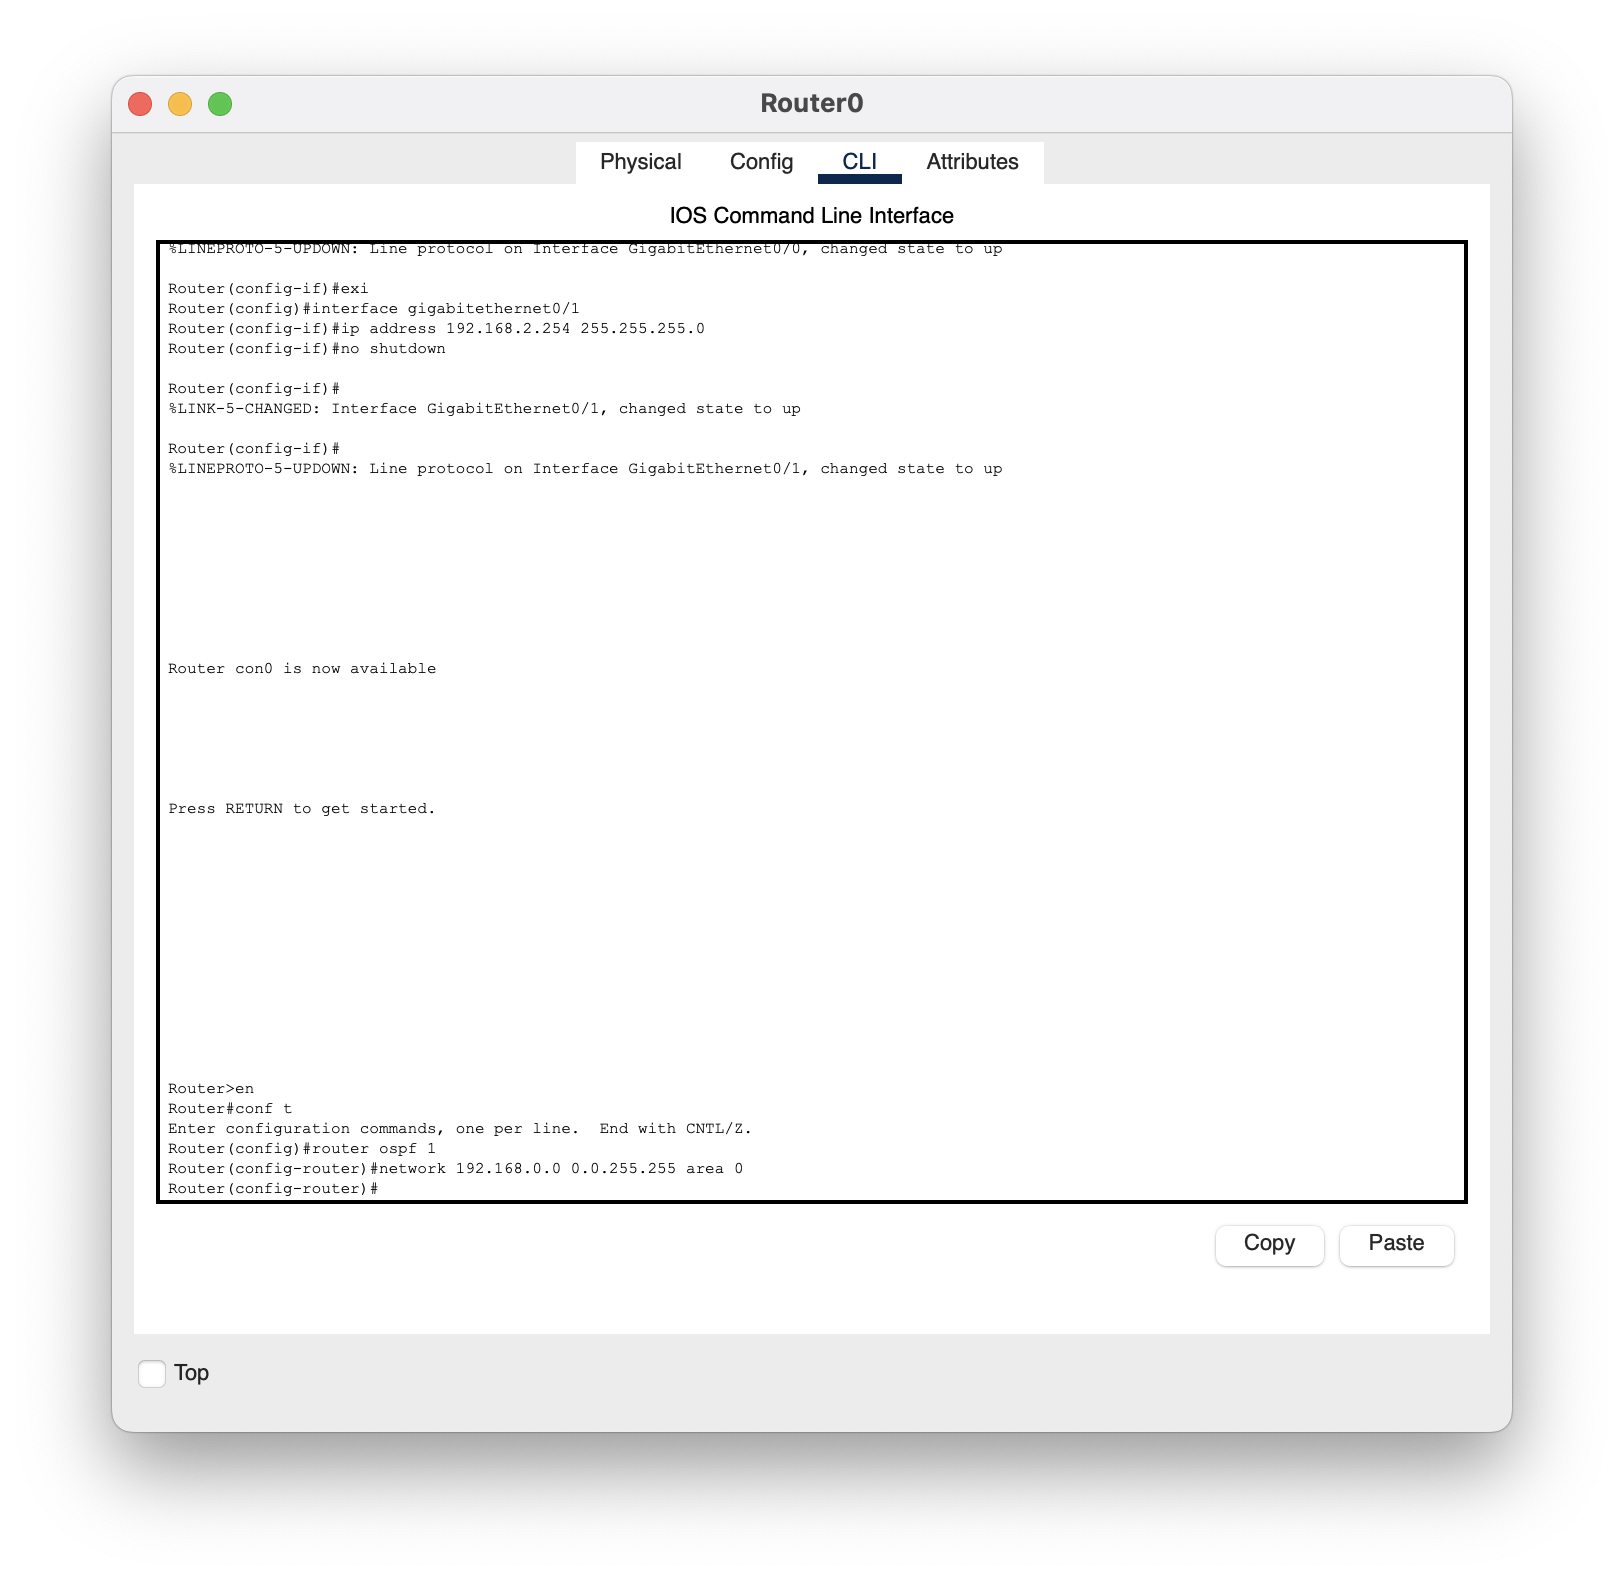 Router0
Physical Config CLI Attributes
IOS Command Line Interface
%LINEPROTO-5-UPDOWN: Line protocol on Interface GigabitEthernet0/0, changed state to up
Router(config-if)#exi
Router(config)#interface gigabitethernet0/1
Router(config-if)#ip address 192.168.2.254 255.255.255.0
Router(config-if)#no shutdown
Router(config-if)#
%LINK-5-CHANGED: Interface GigabitEthernet0/1, changed state to up
Router(config-if)#
%LINEPROTO-5-UPDOWN: Line protocol on Interface GigabitEthernet0/1, changed state to up
Router con0 is now available
Press RETURN to get started.
Router>en
Router#conf t
Enter configuration commands, one per line.  End with CNTL/Z.
Router(config)#router ospf 1
Router(config-router)#network 192.168.0.0 0.0.255.255 area 0
Router(config-router)#
Copy Paste
Top